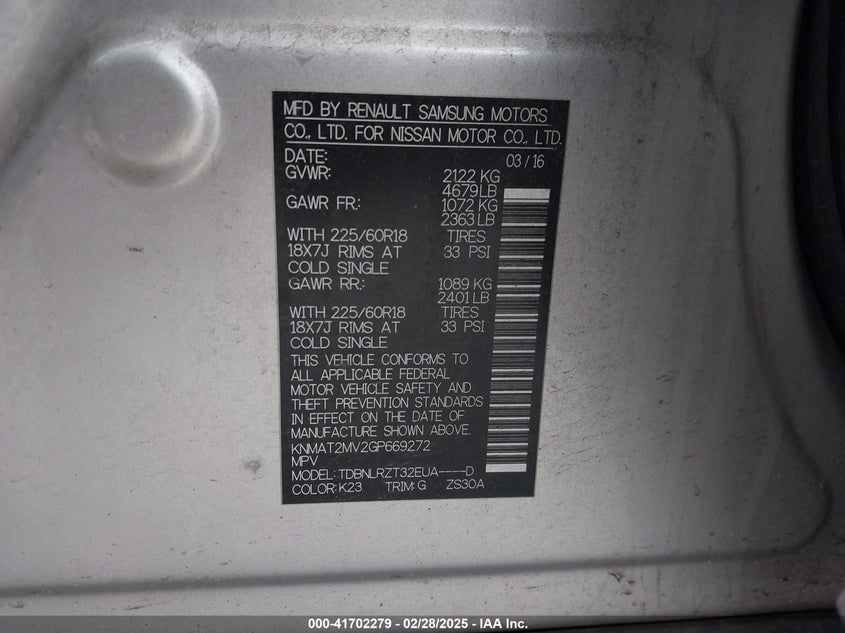 MFD BY RENAULT SAMSUNG MOTORS
CO., LTD. FOR NISSAN MOTOR CO., LTD.
DATE: 03/16
GVWR: 2122 KG
4679LB
GAWR FR: 1072 KG
2363 LB
WITH 225/60R18 TIRES
18X7J RIMS AT 33 PSI
COLD SINGLE
GAWR RR: 1089 KG
2401 LB
WITH 225/60R18 TIRES
18X7J RIMS AT 33 PSI
COLD SINGLE
THIS VEHICLE CONFORMS TO
ALL APPLICABLE FEDERAL
MOTOR VEHICLE SAFETY AND
THEFT PREVENTION STANDARDS
IN EFFECT ON THE DATE OF
MANUFACTURE SHOWN ABOVE.
KNMAT2MV2GP669272
MPV
MODEL: TDBNLRZT32EUA----D
COLOR: K23 TRIM: G ZS30A
000-41702279 - 02/28/2025 - IAA Inc.